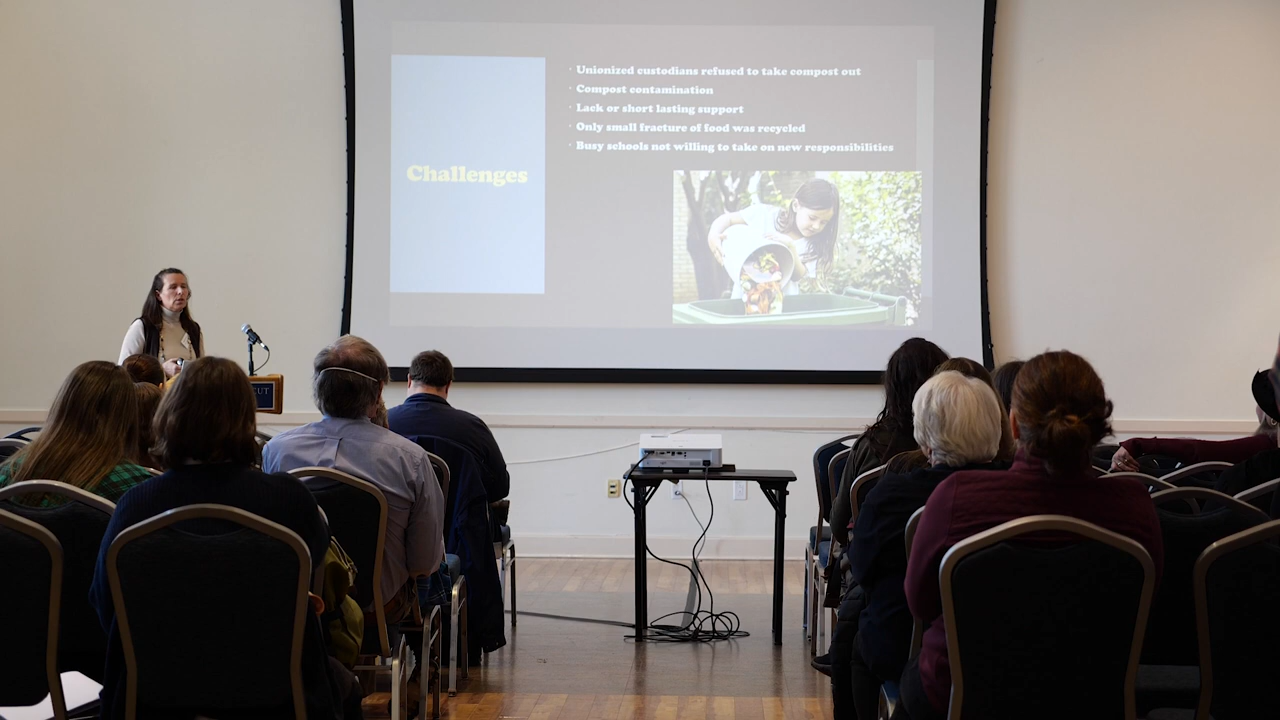 Unionized custodians refused to take compost out
Compost contamination
Lack or short lasting support
Only small fracture of food was recycled
Busy schools not willing to take on new responsibilities
Challenges